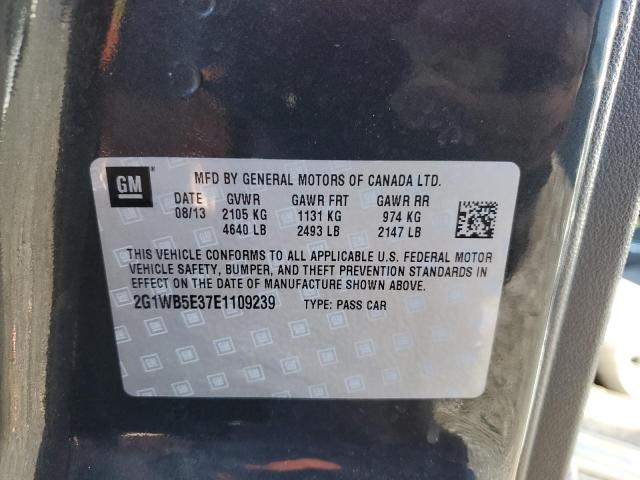 GM
MFD BY GENERAL MOTORS OF CANADA LTD.
DATE GVWR GAWR FRT GAWR RR
08/13 2105 KG 1131 KG 974 KG
4640 LB 2493 LB 2147 LB
THIS VEHICLE CONFORMS TO ALL APPLICABLE U.S. FEDERAL MOTOR
VEHICLE SAFETY, BUMPER, AND THEFT PREVENTION STANDARDS IN
EFFECT ON THE DATE OF MANUFACTURE SHOWN ABOVE.
2G1WB5E37E1109239 TYPE: PASS CAR